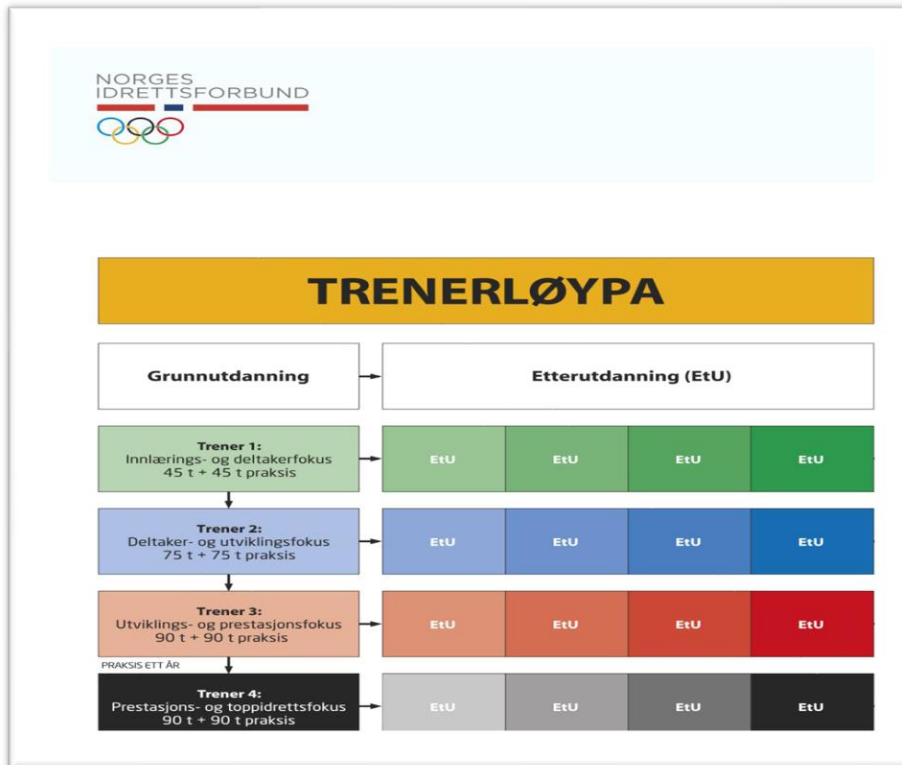 NORGES
IDRETTSFORBUND
TRENERLØYPA
Grunnutdanning
Etterutdanning (EtU)
Trener 1:
Innlærings- og deltakerfokus
45 t + 45 t praksis
EtU EtU EtU EtU
Trener 2:
Deltaker- og utviklingsfokus
75 t + 75 t praksis
EtU EtU EtU EtU
Trener 3:
Utviklings- og prestasjonsfokus
90 t + 90 t praksis
EtU EtU EtU EtU
PRAKSIS ETT ÅR
Trener 4:
Prestasjons- og toppidrettsfokus
90 t + 90 t praksis
EtU EtU EtU EtU